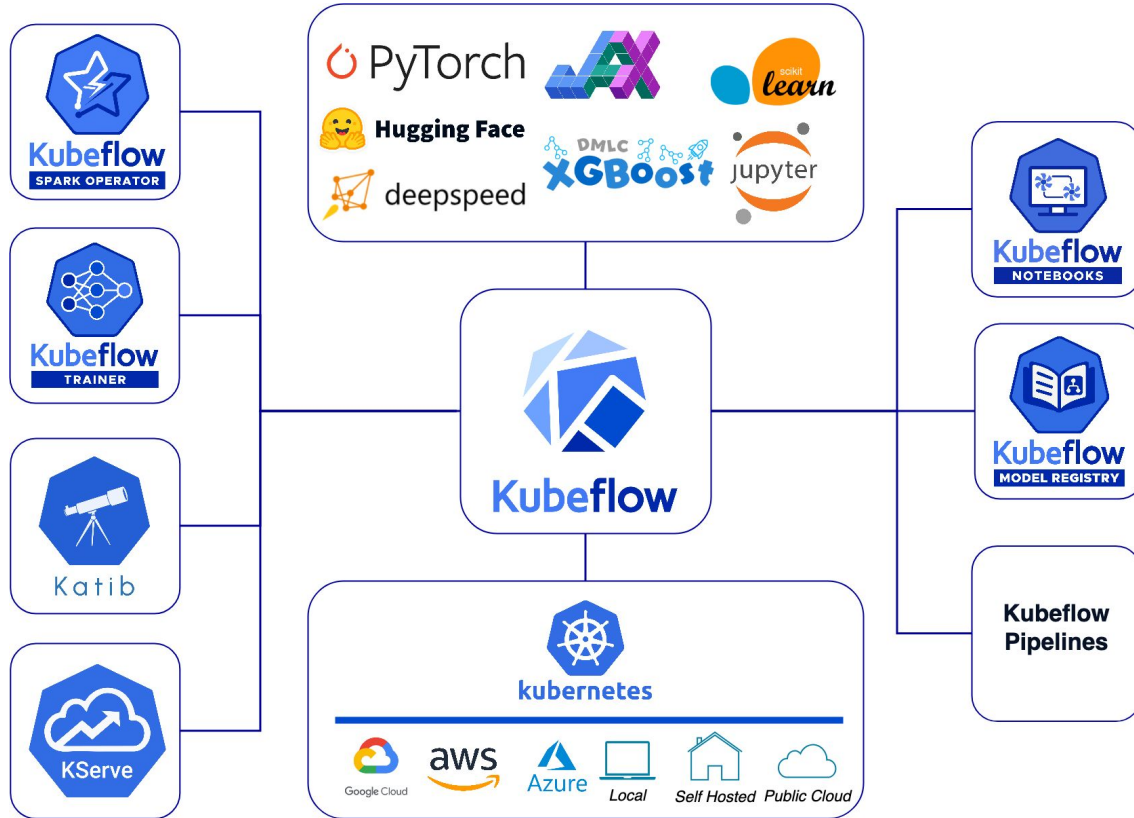 Kubeflow
SPARK OPERATOR
Kubeflow
TRAINER
Katib
KServe
PyTorch
JAX
scikit
learn
Hugging Face
DMLC
XGBoost
jupyter
deepspeed
Kubeflow
kubernetes
Google Cloud
aws
Azure
Local
Self Hosted
Public Cloud
Kubeflow
NOTEBOOKS
Kubeflow
MODEL REGISTRY
Kubeflow
Pipelines